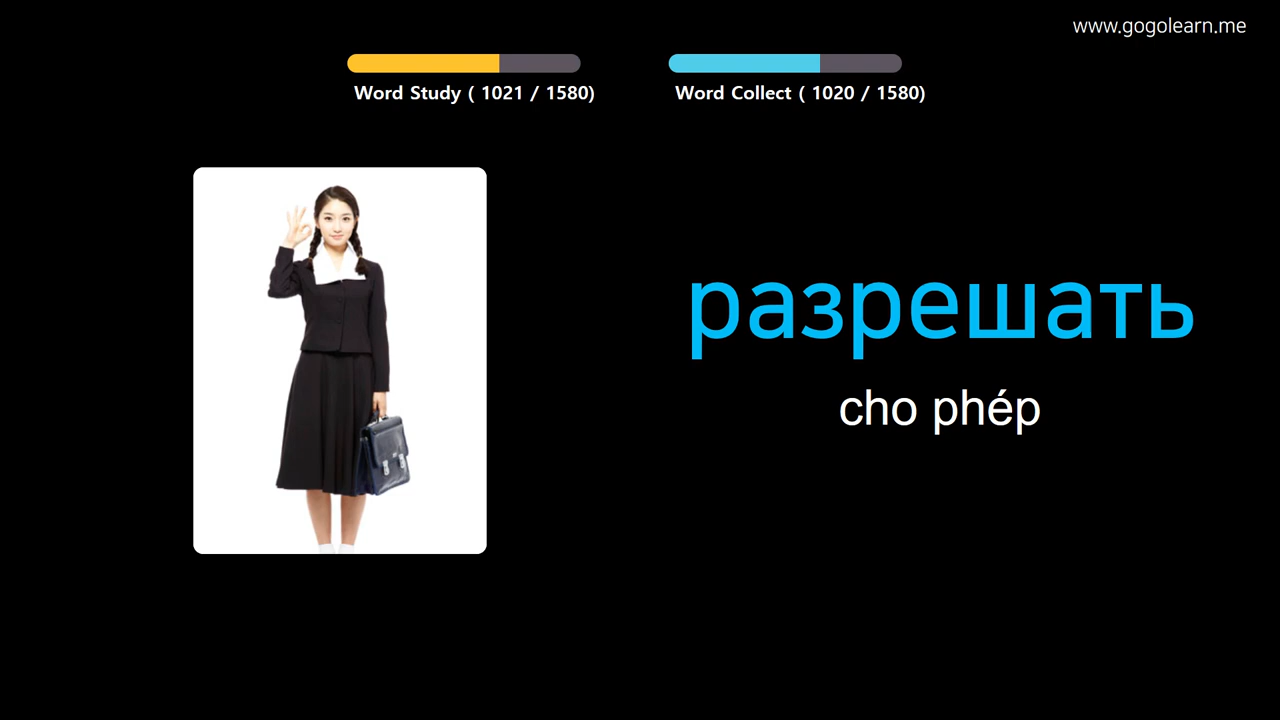 www.gogolearn.me
Word Study ( 1021 / 1580)
Word Collect ( 1020 / 1580)
разрешать
cho phép